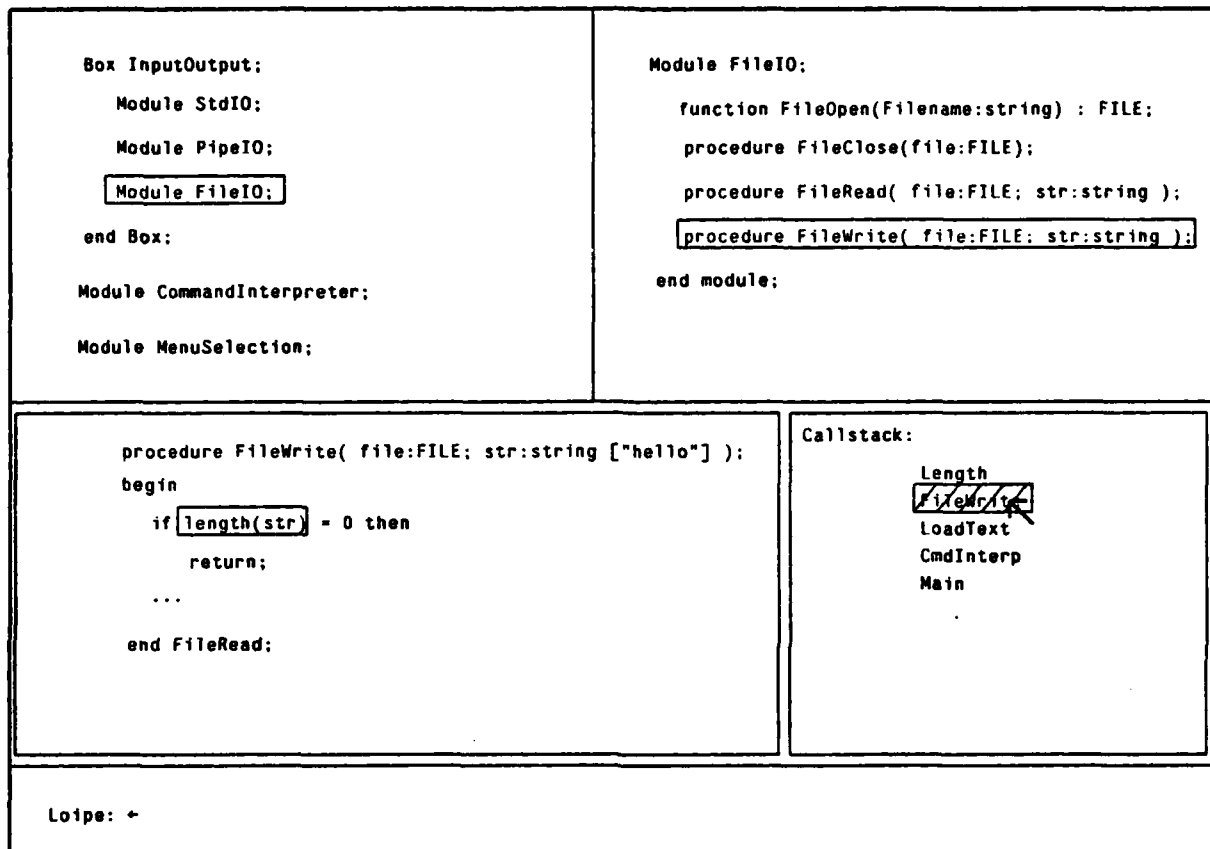 Box InputOutput;
Module StdIO;
Module PipeIO;
Module FileIO;
end Box;
Module CommandInterpreter;
Module MenuSelection;
Module FileIO;
function FileOpen(Filename:string) : FILE;
procedure FileClose(file:FILE);
procedure FileRead( file:FILE; str:string );
procedure FileWrite( file:FILE; str:string );
end module;
procedure FileWrite( file:FILE; str:string ["hello"] );
begin
if length(str) = 0 then
return;
...
end FileRead;
Callstack:
Length
FileWrite
LoadText
CmdInterp
Main
Loipe: ←